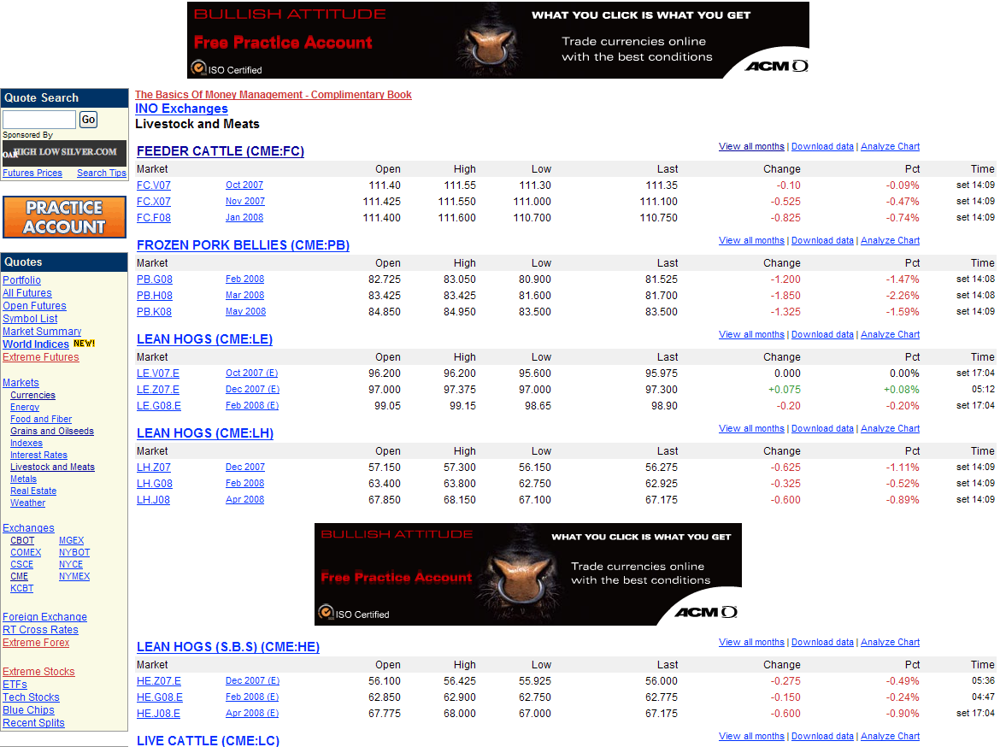 BULLISH ATTITUDE
Free Practice Account
ISO Certified
WHAT YOU CLICK IS WHAT YOU GET
Trade currencies online
with the best conditions
ACM
Quote Search
Go
Sponsored By
HIGH LOW SILVER.COM
Futures Prices Search Tips
PRACTICE
ACCOUNT
Quotes
Portfolio
All Futures
Open Futures
Symbol List
Market Summary
World Indices NEW!
Extreme Futures
Markets
Currencies
Energy
Food and Fiber
Grains and Oilseeds
Indexes
Interest Rates
Livestock and Meats
Metals
Real Estate
Weather
Exchanges
CBOT MGEX
COMEX NYBOT
CSCE NYCE
CME NYMEX
KCBT
Foreign Exchange
RT Cross Rates
Extreme Forex
Extreme Stocks
ETFs
Tech Stocks
Blue Chips
Recent Splits
The Basics Of Money Management - Complimentary Book
INO Exchanges
Livestock and Meats
FEEDER CATTLE (CME:FC) View all months | Download data | Analyze Chart
Market Open High Low Last Change Pct Time
FC.V07 Oct 2007 111.40 111.55 111.30 111.35 -0.10 -0.09% set 14:09
FC.X07 Nov 2007 111.425 111.550 111.000 111.100 -0.525 -0.47% set 14:09
FC.F08 Jan 2008 111.400 111.600 110.700 110.750 -0.825 -0.74% set 14:09
FROZEN PORK BELLIES (CME:PB) View all months | Download data | Analyze Chart
Market Open High Low Last Change Pct Time
PB.G08 Feb 2008 82.725 83.050 80.900 81.525 -1.200 -1.47% set 14:08
PB.H08 Mar 2008 83.425 83.425 81.600 81.700 -1.850 -2.26% set 14:08
PB.K08 May 2008 84.850 84.950 83.500 83.500 -1.325 -1.59% set 14:09
LEAN HOGS (CME:LE) View all months | Download data | Analyze Chart
Market Open High Low Last Change Pct Time
LE.V07.E Oct 2007 (E) 96.200 96.200 95.600 95.975 0.000 0.00% set 17:04
LE.Z07.E Dec 2007 (E) 97.000 97.375 97.000 97.300 +0.075 +0.08% 05:12
LE.G08.E Feb 2008 (E) 99.05 99.15 98.65 98.90 -0.20 -0.20% set 17:04
LEAN HOGS (CME:LH) View all months | Download data | Analyze Chart
Market Open High Low Last Change Pct Time
LH.Z07 Dec 2007 57.150 57.300 56.150 56.275 -0.625 -1.11% set 14:09
LH.G08 Feb 2008 63.400 63.800 62.750 62.925 -0.325 -0.52% set 14:09
LH.J08 Apr 2008 67.850 68.150 67.100 67.175 -0.600 -0.89% set 14:09
BULLISH ATTITUDE
Free Practice Account
ISO Certified
WHAT YOU CLICK IS WHAT YOU GET
Trade currencies online
with the best conditions
ACM
LEAN HOGS (S.B.S) (CME:HE) View all months | Download data | Analyze Chart
Market Open High Low Last Change Pct Time
HE.Z07.E Dec 2007 (E) 56.100 56.425 55.925 56.000 -0.275 -0.49% 05:36
HE.G08.E Feb 2008 (E) 62.850 62.900 62.750 62.775 -0.150 -0.24% 04:47
HE.J08.E Apr 2008 (E) 67.775 68.000 67.000 67.175 -0.600 -0.90% set 17:04
LIVE CATTLE (CME:LC) View all months | Download data | Analyze Chart